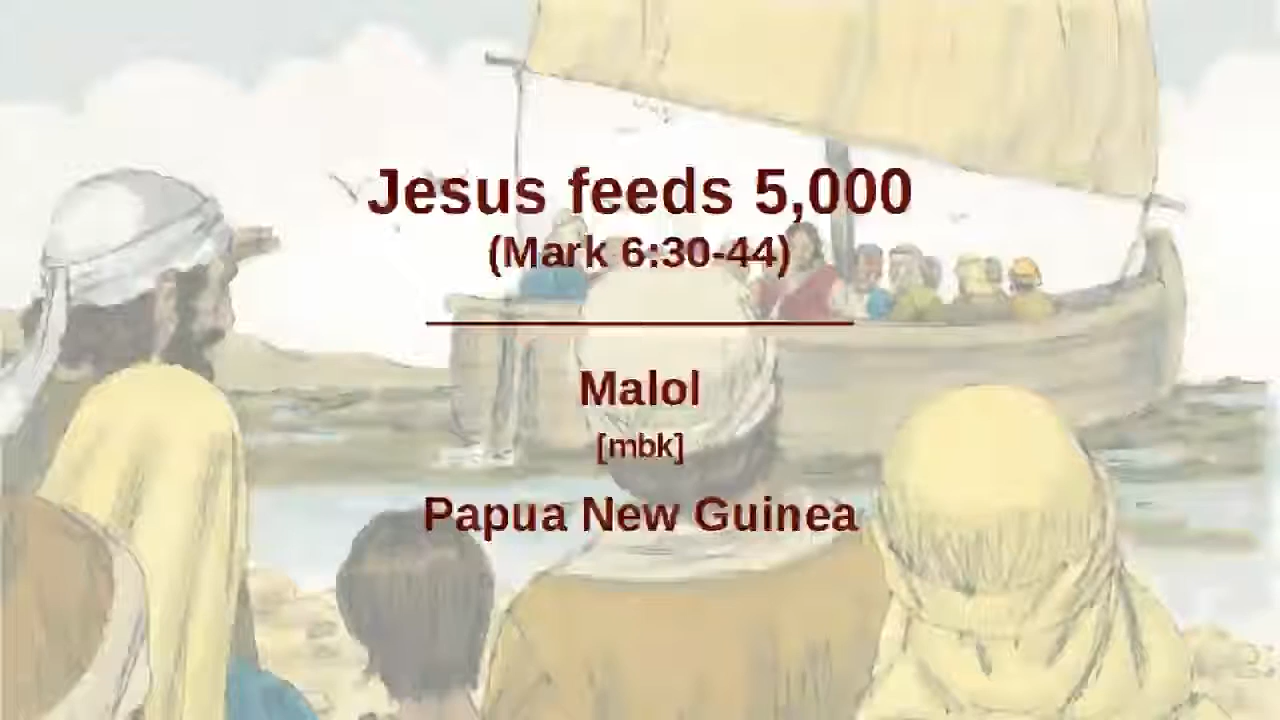 Jesus feeds 5,000
(Mark 6:30-44)
Malol
[mbk]
Papua New Guinea